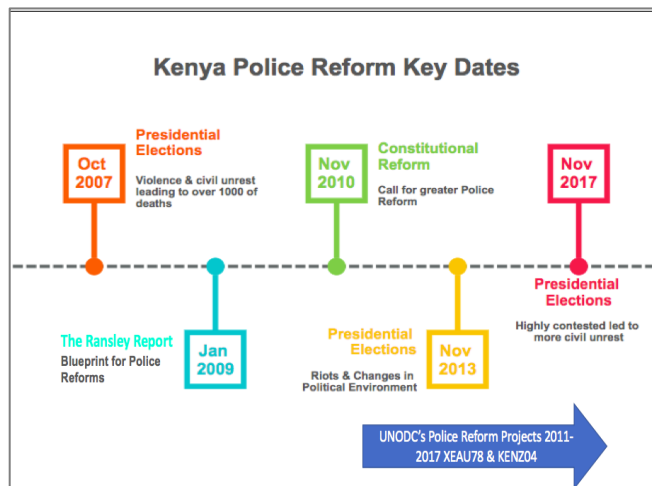 Kenya Police Reform Key Dates
Oct
2007
Presidential
Elections
Violence & civil unrest
leading to over 1000 of
deaths
Nov
2010
Constitutional
Reform
Call for greater Police
Reform
Nov
2017
Presidential
Elections
Highly contested led to
more civil unrest
The Ransley Report
Blueprint for Police
Reforms
Jan
2009
Presidential
Elections
Riots & Changes in
Political Environment
Nov
2013
UNODC's Police Reform Projects 2011-
2017 XEAU78 & KENZ04